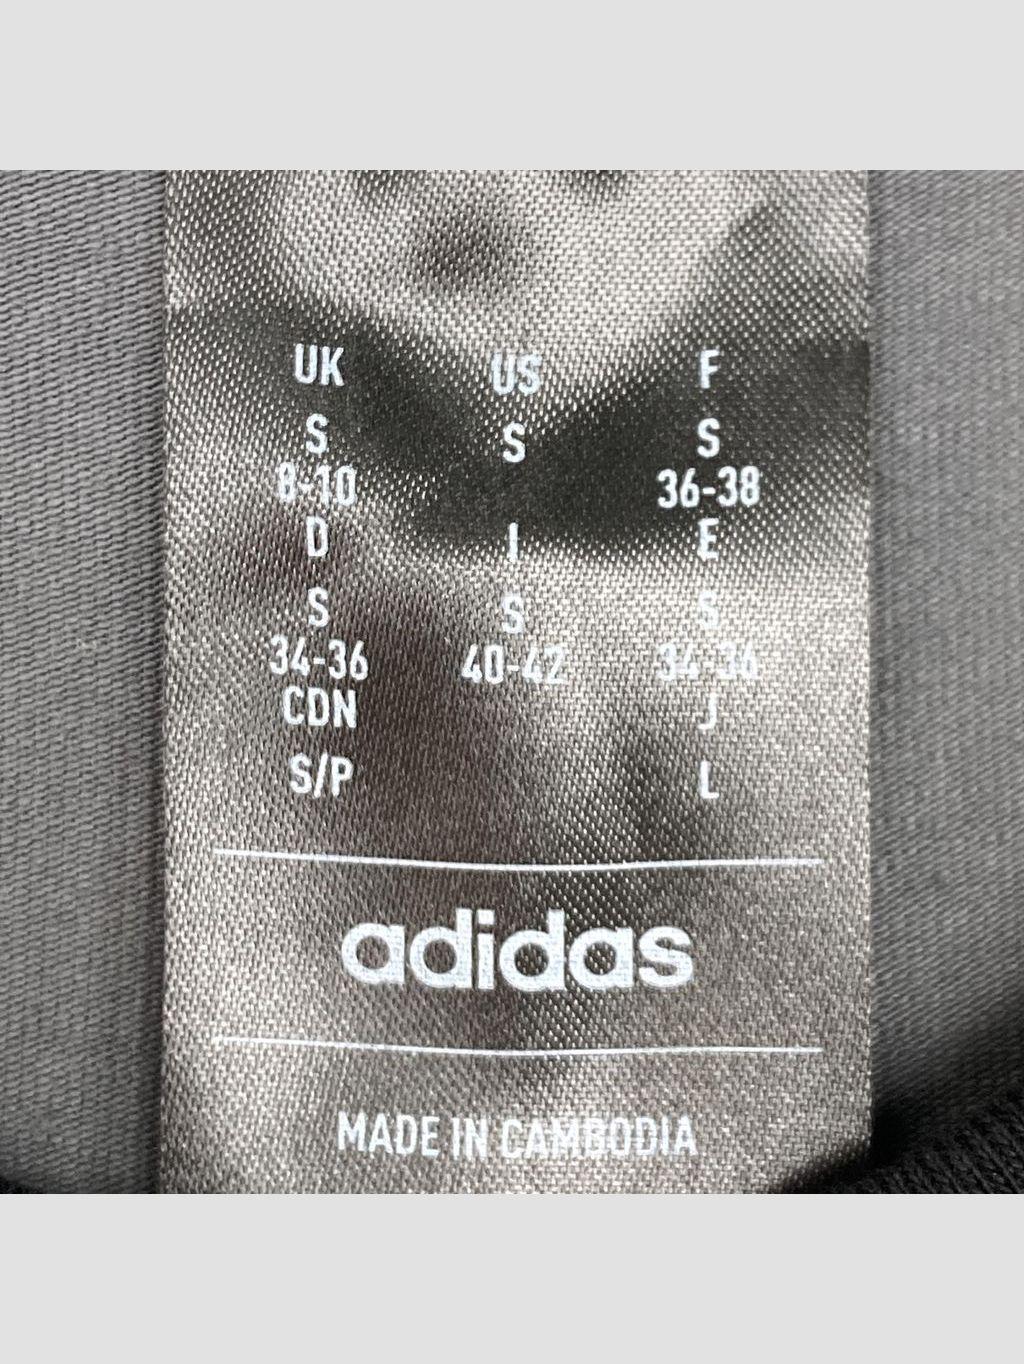 UK US F
S S S
8-10 36-38
D I E
S S S
34-36 40-42 34-36
CDN J
S/P L
adidas
MADE IN CAMBODIA